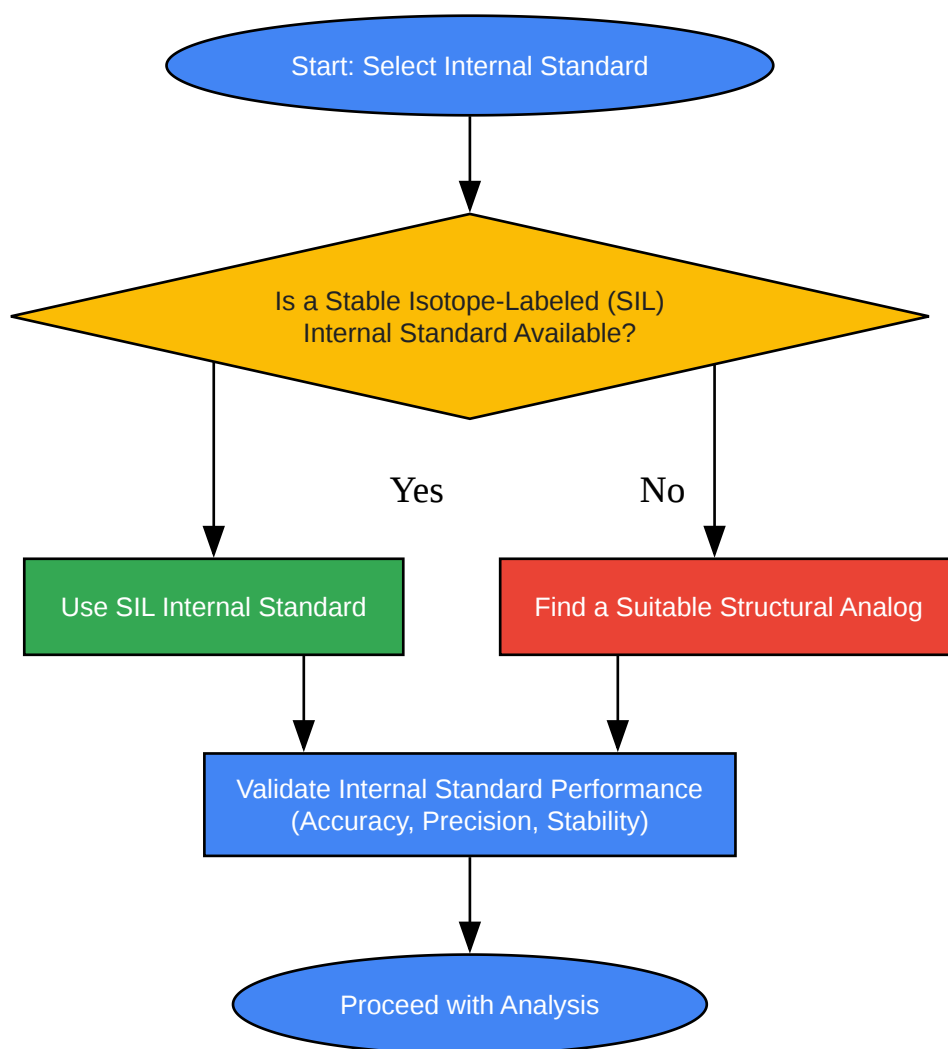 Start: Select Internal Standard
Is a Stable Isotope-Labeled (SIL)
Internal Standard Available?
Yes
No
Use SIL Internal Standard
Find a Suitable Structural Analog
Validate Internal Standard Performance
(Accuracy, Precision, Stability)
Proceed with Analysis